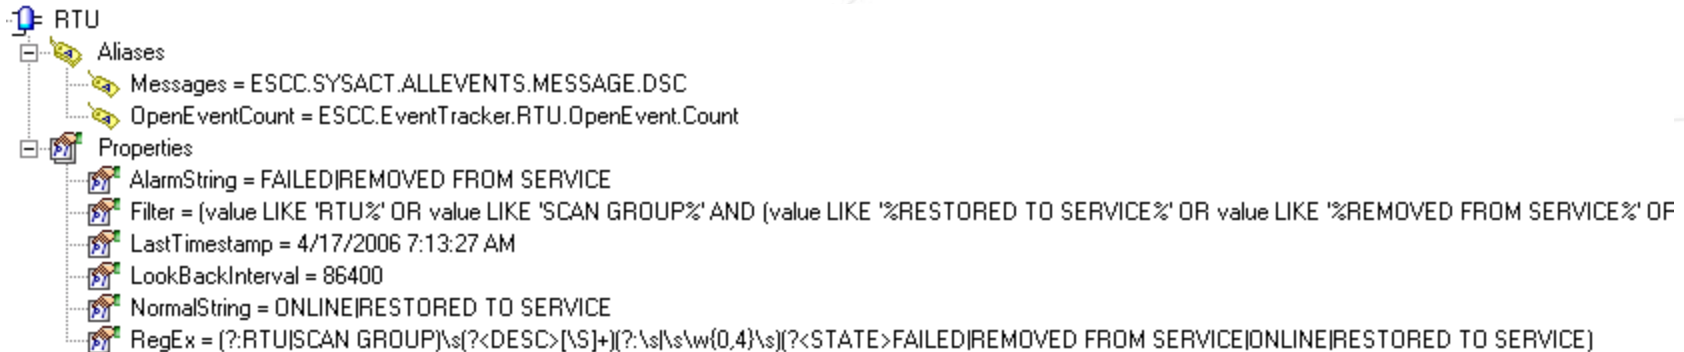 RTU
Aliases
Messages = ESCC.SYSACT.ALLEVENTS.MESSAGE.DSC
OpenEventCount = ESCC.EventTracker.RTU.OpenEvent.Count
Properties
AlarmString = FAILED|REMOVED FROM SERVICE
Filter = (value LIKE 'RTU%' OR value LIKE 'SCAN GROUP%' AND (value LIKE '%RESTORED TO SERVICE%' OR value LIKE '%REMOVED FROM SERVICE%' OF
LastTimestamp = 4/17/2006 7:13:27 AM
LookBackInterval = 86400
NormalString = ONLINE|RESTORED TO SERVICE
RegEx = (?:RTU|SCAN GROUP)\s(?<DESC>[\S]+)(?:\s|\s\w{0,4}\s)(?<STATE>FAILED|REMOVED FROM SERVICE|ONLINE|RESTORED TO SERVICE)